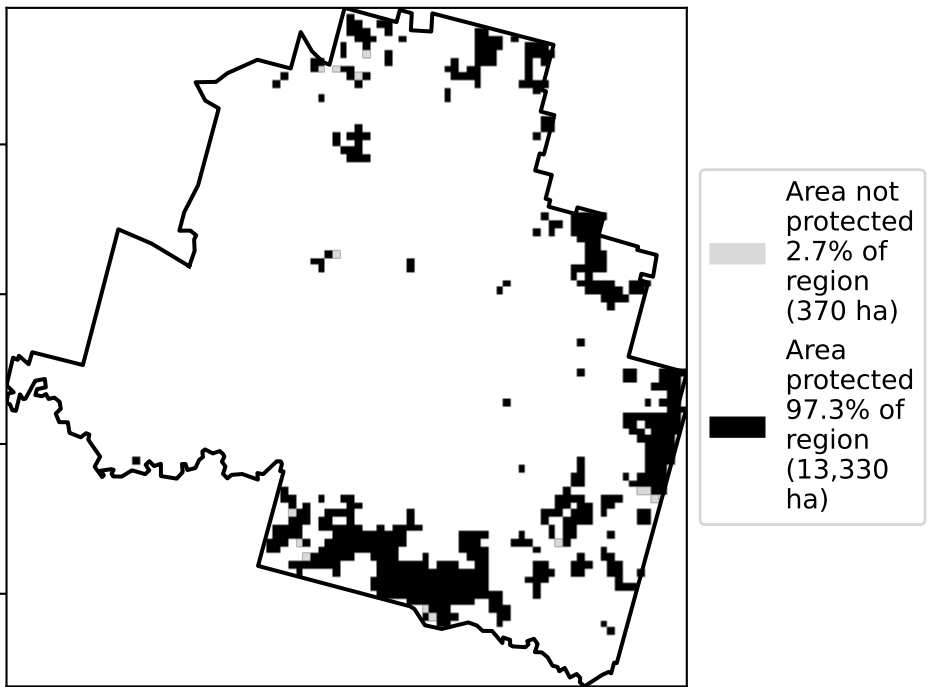 Area not
protected
2.7% of
region
(370 ha)
Area
protected
97.3% of
region
(13,330
ha)